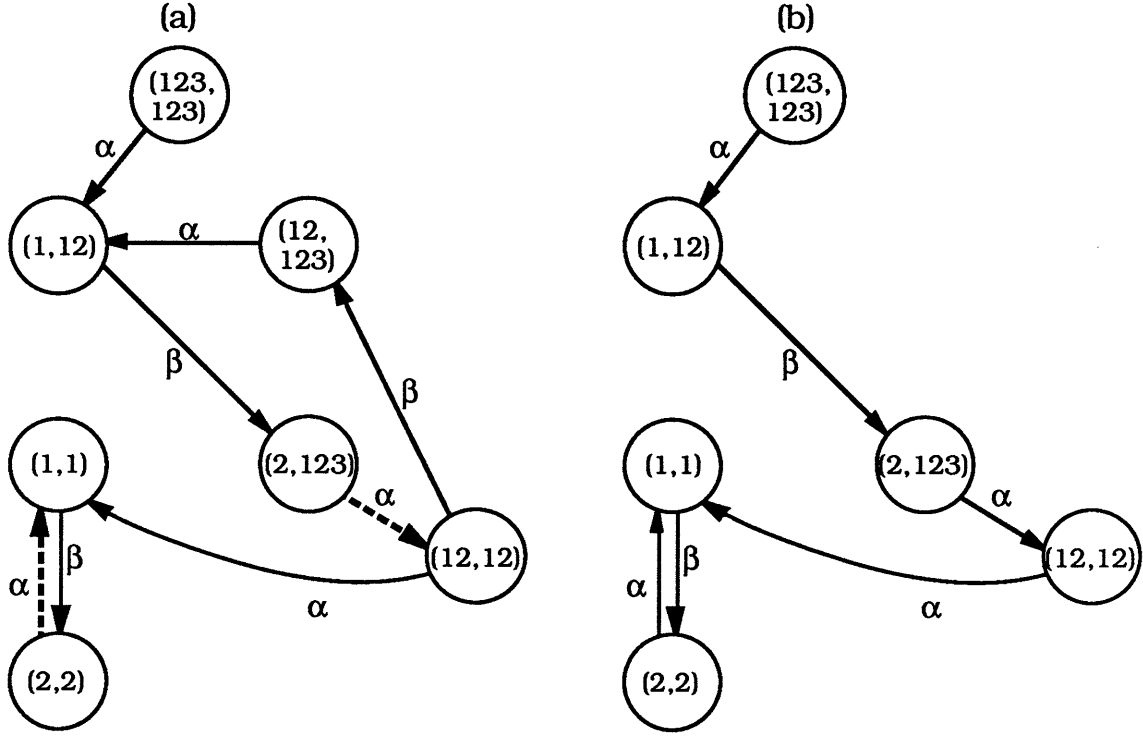 (a)
(123,
123)
α
(1,12)
α
(12,
123)
β
β
(1,1)
(2,123)
α
(12,12)
α
β
α
(2,2)
(b)
(123,
123)
α
(1,12)
β
(1,1)
(2,123)
α
(12,12)
α
β
α
(2,2)